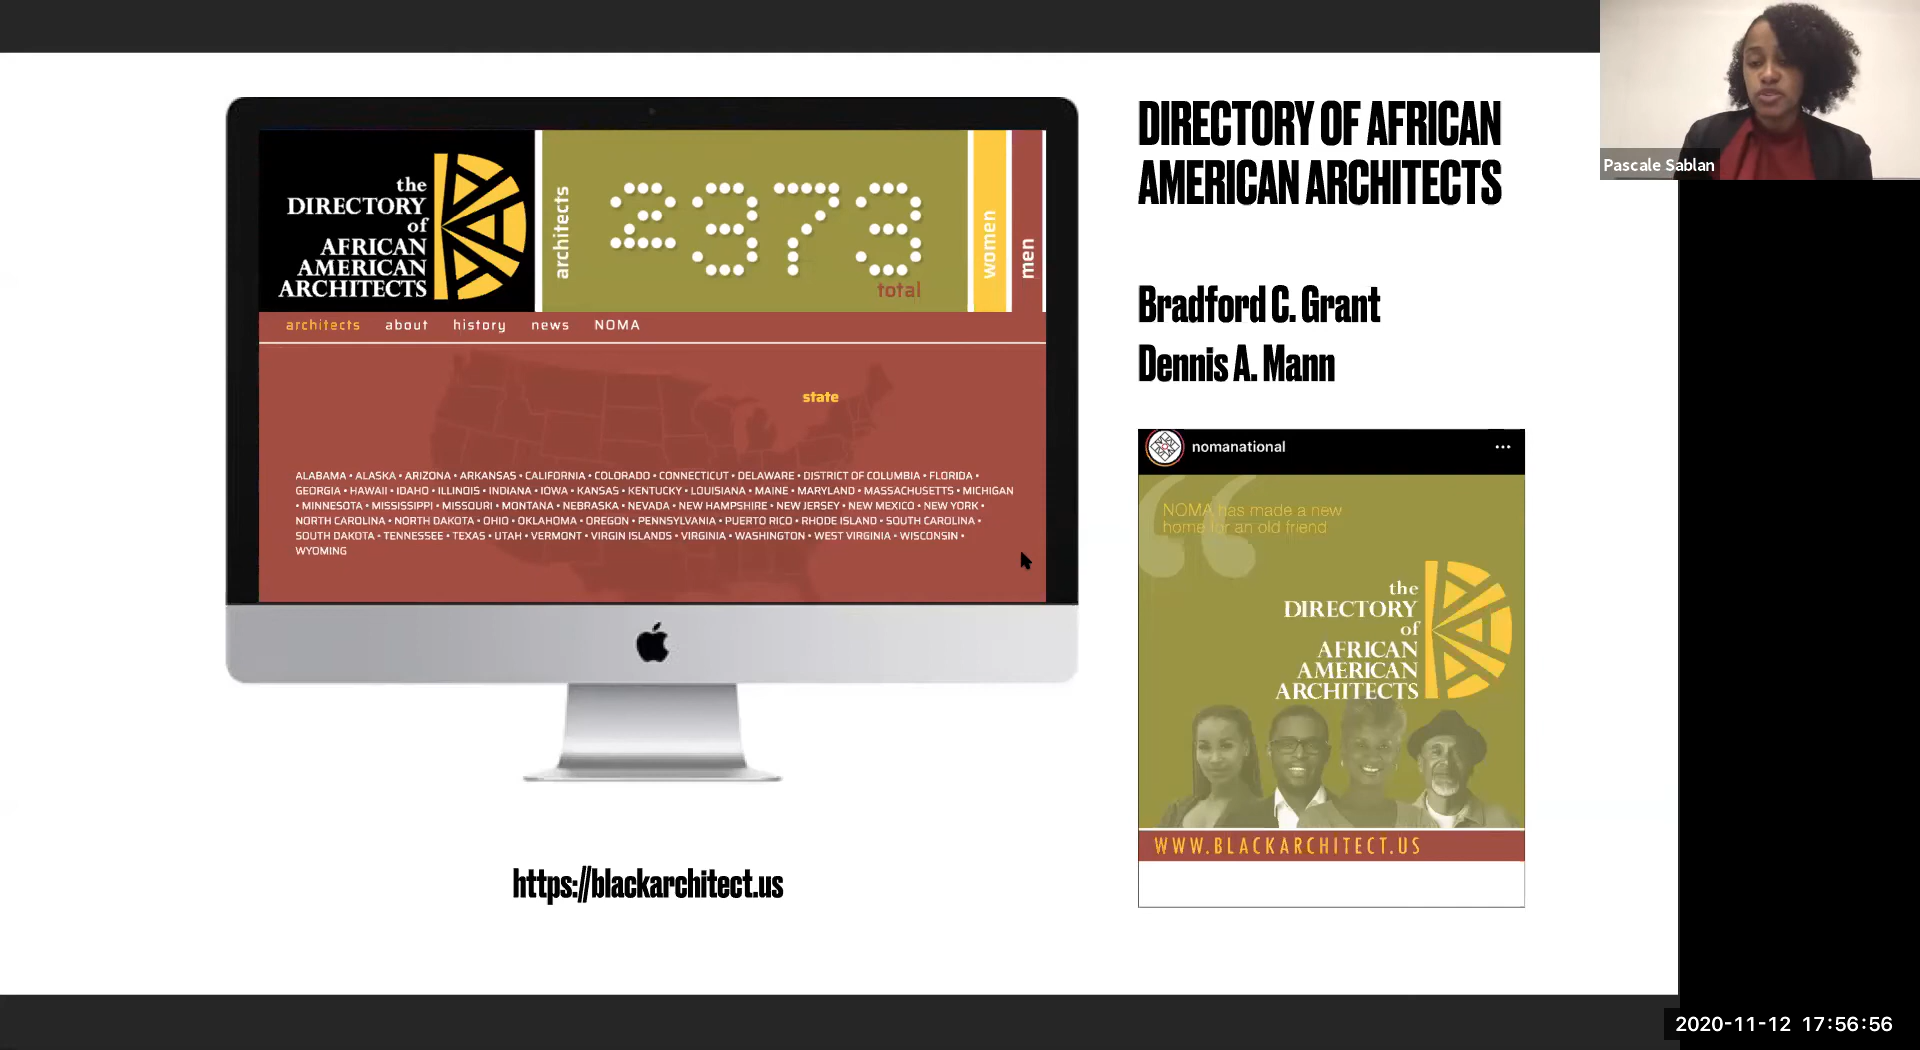 Pascale Sablan
DIRECTORY OF AFRICAN
AMERICAN ARCHITECTS
Bradford C. Grant
Dennis A. Mann
the
DIRECTORY
of
AFRICAN
AMERICAN
ARCHITECTS
architects
2373
total
women
men
architects about history news NOMA
state
ALABAMA • ALASKA • ARIZONA • ARKANSAS • CALIFORNIA • COLORADO • CONNECTICUT • DELAWARE • DISTRICT OF COLUMBIA • FLORIDA •
GEORGIA • HAWAII • IDAHO • ILLINOIS • INDIANA • IOWA • KANSAS • KENTUCKY • LOUISIANA • MAINE • MARYLAND • MASSACHUSETTS • MICHIGAN
• MINNESOTA • MISSISSIPPI • MISSOURI • MONTANA • NEBRASKA • NEVADA • NEW HAMPSHIRE • NEW JERSEY • NEW MEXICO • NEW YORK •
NORTH CAROLINA • NORTH DAKOTA • OHIO • OKLAHOMA • OREGON • PENNSYLVANIA • PUERTO RICO • RHODE ISLAND • SOUTH CAROLINA •
SOUTH DAKOTA • TENNESSEE • TEXAS • UTAH • VERMONT • VIRGIN ISLANDS • VIRGINIA • WASHINGTON • WEST VIRGINIA • WISCONSIN •
WYOMING
https://blackarchitect.us
nomanational
NOMA has made a new
home for an old friend
the
DIRECTORY
of
AFRICAN
AMERICAN
ARCHITECTS
WWW.BLACKARCHITECT.US
2020-11-12 17:56:56